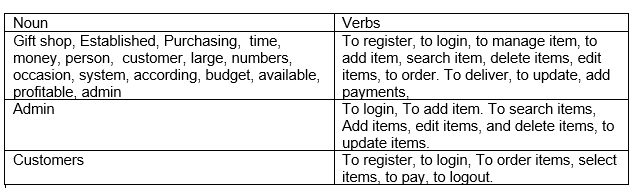 Noun Verbs
Gift shop, Established, Purchasing, time, money, person, customer, large, numbers, occasion, system, according, budget, available, profitable, admin
To register, to login, to manage item, to add item, search item, delete items, edit items, to order. To deliver, to update, add payments,
Admin
To login, To add item. To search items, Add items, edit items, and delete items, to update items.
Customers
To register, to login, To order items, select items, to pay, to logout.